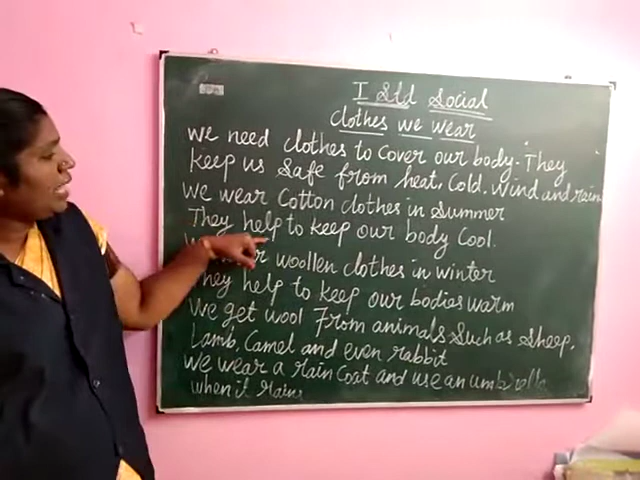 I Std Social
Clothes we wear
we need clothes to Cover our body. They
keep us Safe from heat, Cold. Wind and rain
we wear Cotton clothes in Summer
They help to keep our body Cool.
woollen clothes in winter
They help to keep our bodies warm
we get wool From animals Such as Sheep,
Lamb, Camel and even rabbit
we wear a rain Coat and use an umbrella
when it rains